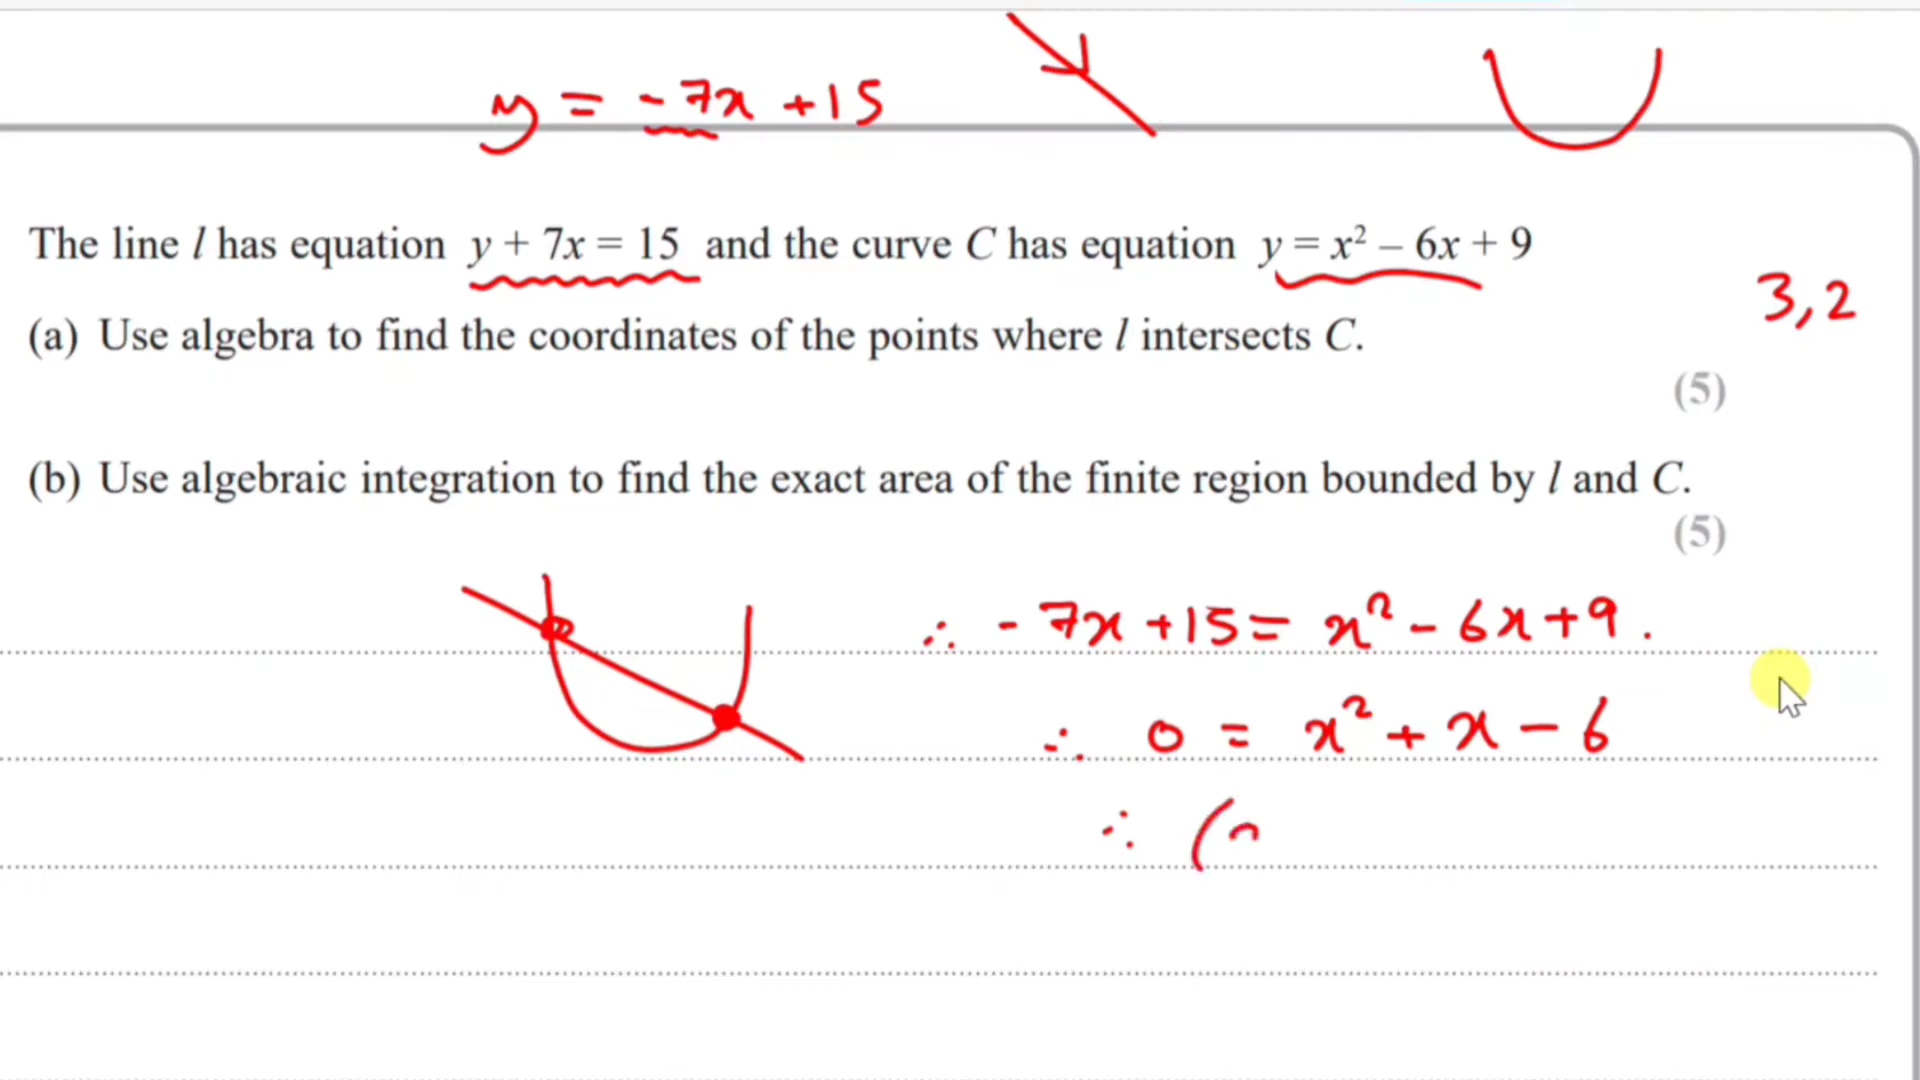 y = -7x + 15
The line l has equation y + 7x = 15 and the curve C has equation y = x² – 6x + 9
3,2
(a) Use algebra to find the coordinates of the points where l intersects C.
(5)
(b) Use algebraic integration to find the exact area of the finite region bounded by l and C.
(5)
∴ -7x + 15 = x² - 6x + 9.
∴ 0 = x² + x - 6
∴ (